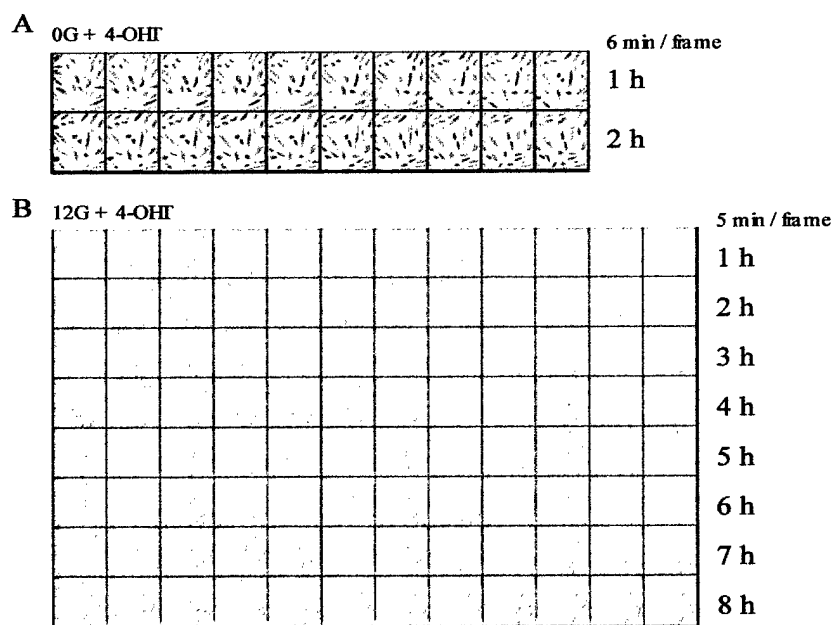 A 0G + 4-OHT 6 min / frame
1 h
2 h
B 12G + 4-OHT 5 min / frame
1 h
2 h
3 h
4 h
5 h
6 h
7 h
8 h